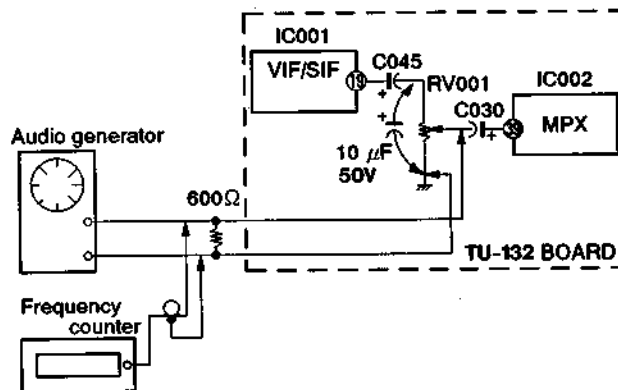 IC001
VIF/SIF
19
C045
RV001
IC002
C030
MPX
39
+
+
+
10 µF
50V
Audio generator
600Ω
TU-132 BOARD
Frequency
counter